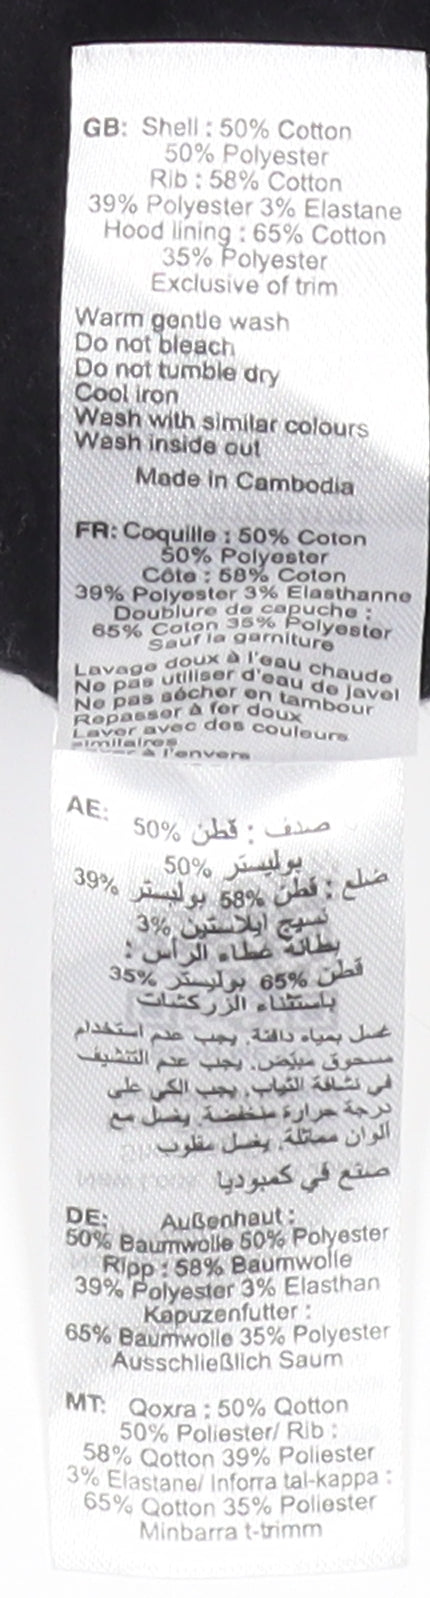 GB: Shell : 50% Cotton
50% Polyester
Rib : 58% Cotton
39% Polyester 3% Elastane
Hood lining : 65% Cotton
35% Polyester
Exclusive of trim
Warm gentle wash
Do not bleach
Do not tumble dry
Cool iron
Wash with similar colours
Wash inside out
Made in Cambodia
FR: Coquille : 50% Coton
50% Polyester
Côte : 58% Coton
39% Polyester 3% Elasthanne
Doublure de capuche :
65% Coton 35% Polyester
Sauf la garniture
Lavage doux à l'eau chaude
Ne pas utiliser d'eau de javel
Ne pas sécher en tambour
Repasser à fer doux
Laver avec des couleurs
similaires
à l'envers
AE: صدف : قطن %50
بوليستر %50
ضلع : قطن %58 بوليستر %39
نسيج ايلاستين %3
بطانة غطاء الرأس :
قطن %65 بوليستر %35
باستثناء الزركشات
غسل بمياه دافئة. يجب عدم استخدام
مسحوق مبيّض. يجب عدم التنشيف
في نشافة الثياب. يجب الكي على
درجة حرارة منخفضة. يغسل مع
ألوان مماثلة. يغسل مقلوب
صنع في كمبوديا
DE: Außenhaut :
50% Baumwolle 50% Polyester
Ripp : 58% Baumwolle
39% Polyester 3% Elasthan
Kapuzenfutter :
65% Baumwolle 35% Polyester
Ausschließlich Saum
MT: Qoxra : 50% Qotton
50% Poliester/ Rib :
58% Qotton 39% Poliester
3% Elastane/ Inforra tal-kappa :
65% Qotton 35% Poliester
Minbarra t-trimm